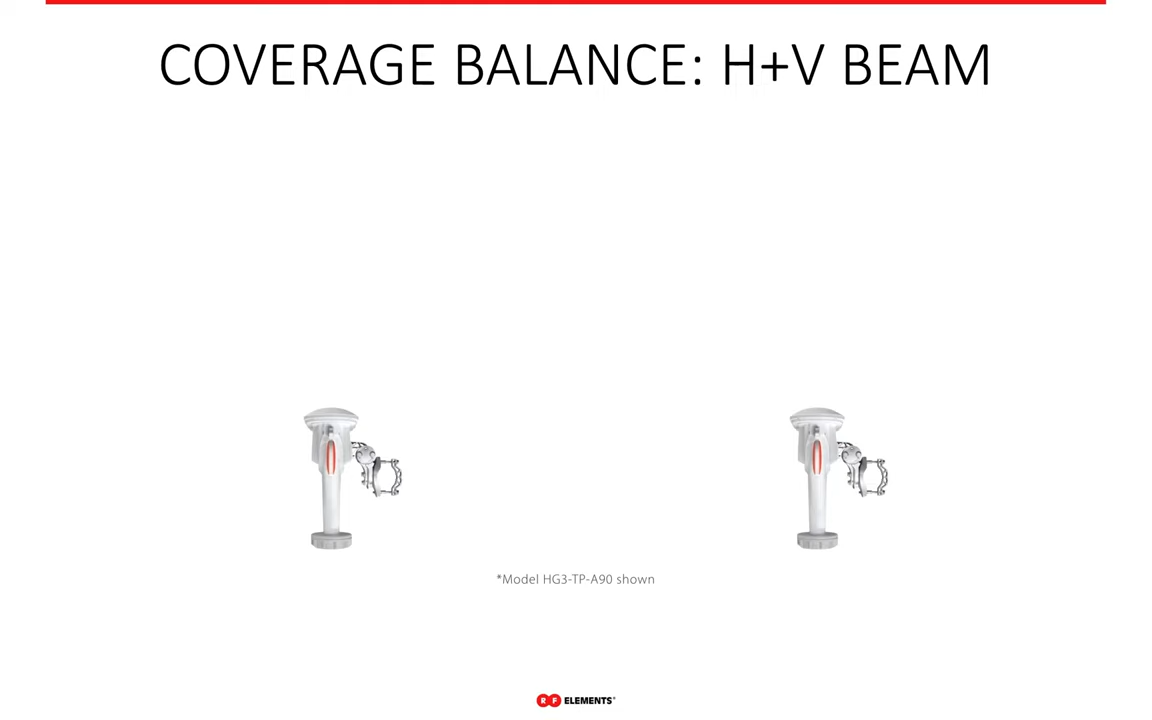 COVERAGE BALANCE: H+V BEAM
*Model HG3-TP-A90 shown
RF ELEMENTS®